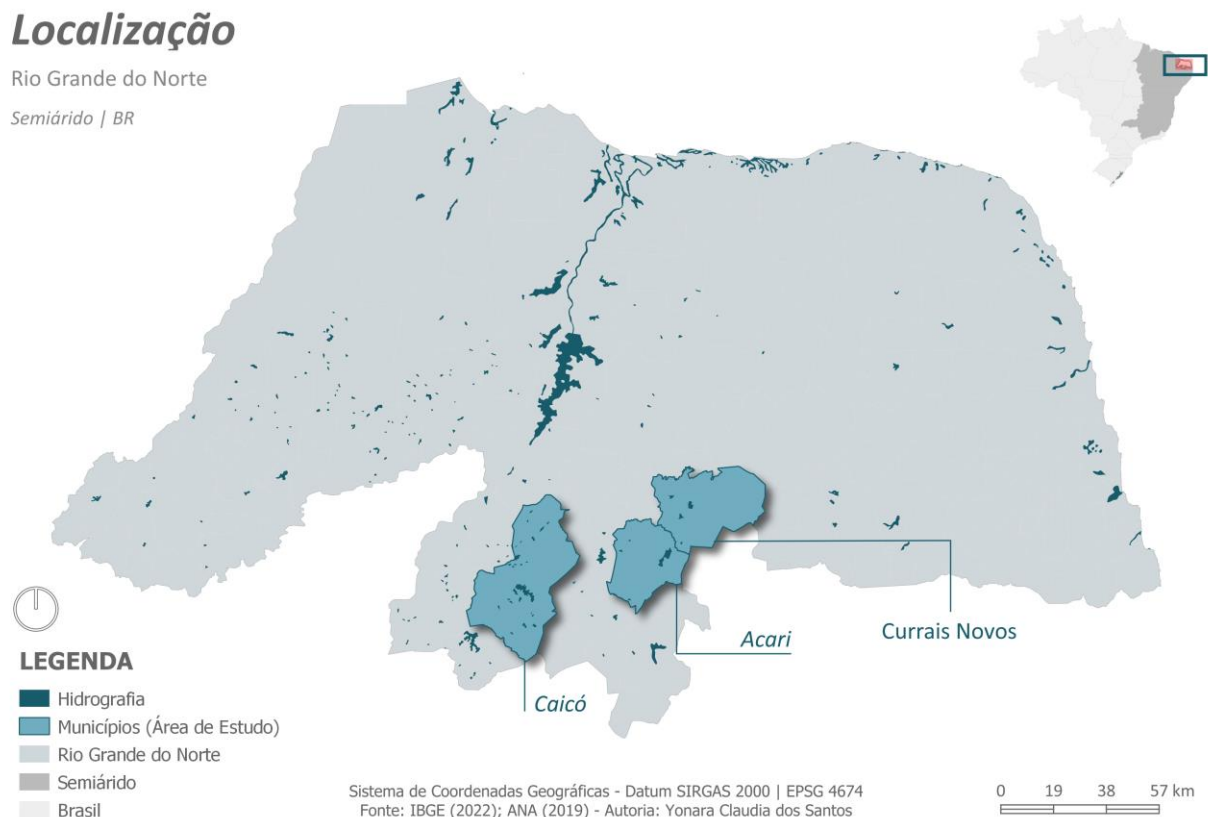 Localização
Rio Grande do Norte
Semiárido | BR
Currais Novos
Acari
Caicó
LEGENDA
Hidrografia
Municípios (Área de Estudo)
Rio Grande do Norte
Semiárido
Brasil
Sistema de Coordenadas Geográficas - Datum SIRGAS 2000 | EPSG 4674
Fonte: IBGE (2022); ANA (2019) - Autoria: Yonara Claudia dos Santos
0 19 38 57 km